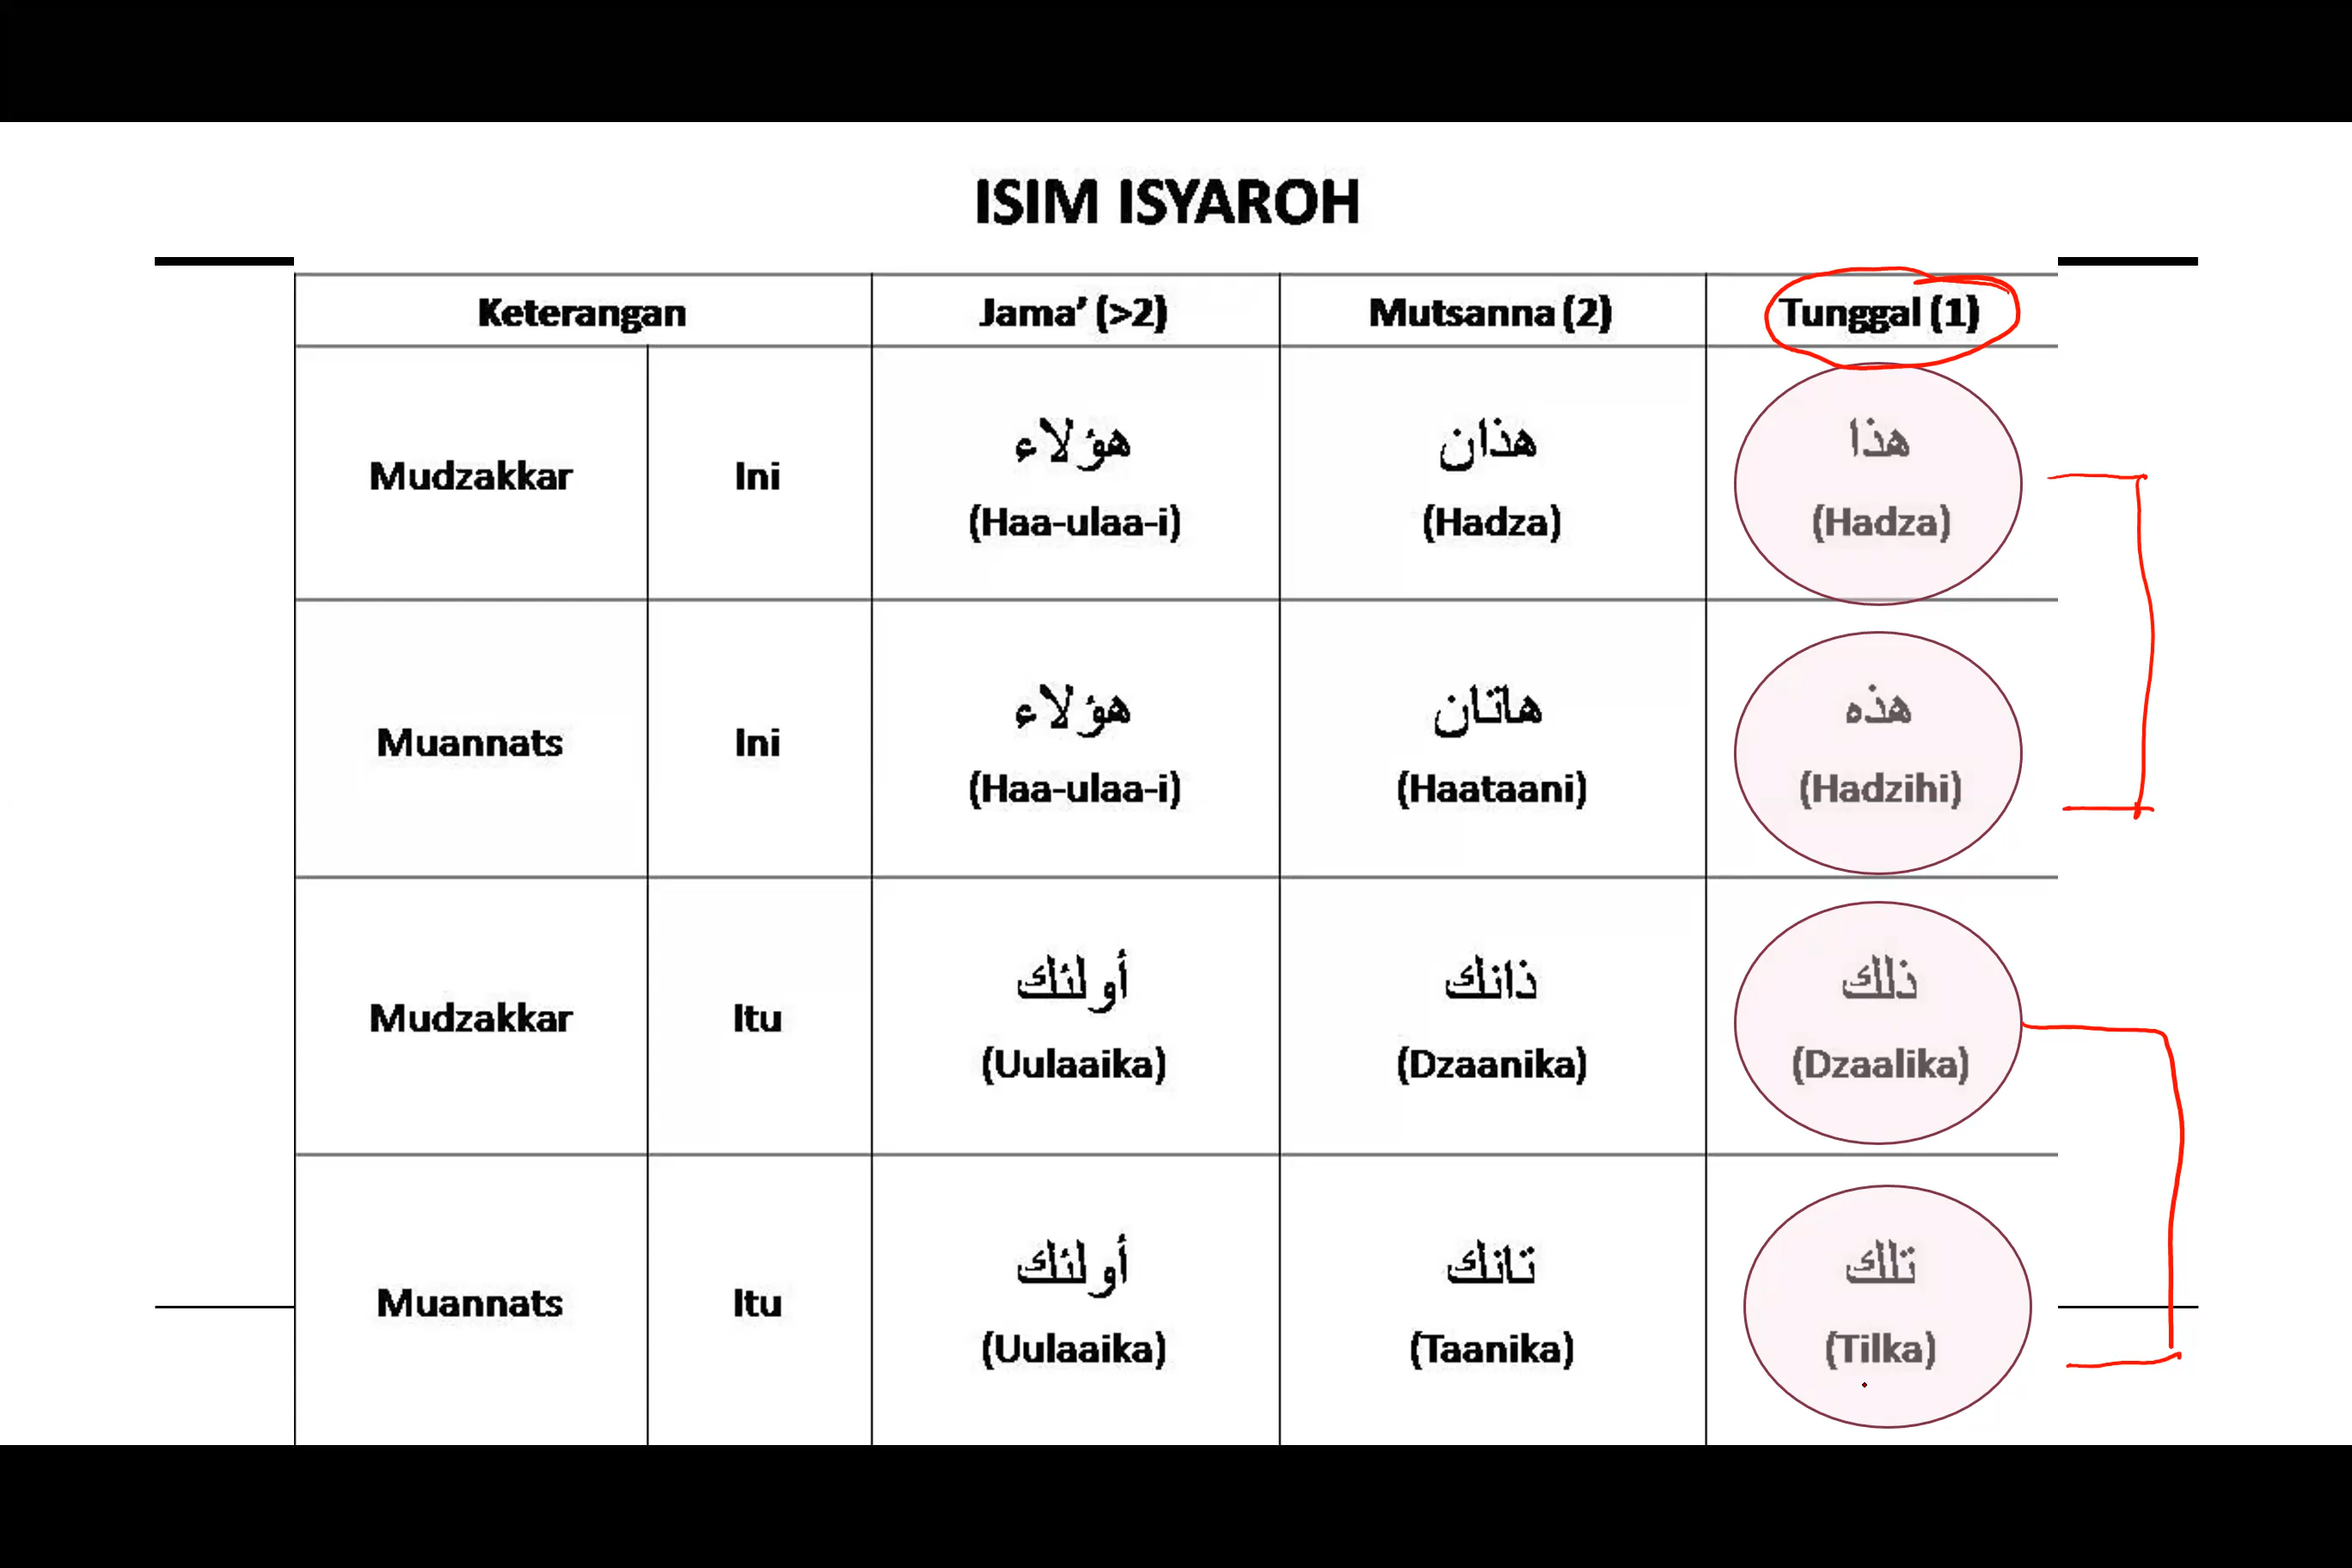 ISIM ISYAROH
Keterangan Jama’ (>2) Mutsanna (2) Tunggal (1)
Mudzakkar Ini هؤلاء هذان هذا
(Haa-ulaa-i) (Hadza) (Hadza)
Muannats Ini هؤلاء هاتان هذه
(Haa-ulaa-i) (Haataani) (Hadzihi)
Mudzakkar Itu أولئك ذانك ذلك
(Uulaaika) (Dzaanika) (Dzaalika)
Muannats Itu أولئك تانك تلك
(Uulaaika) (Taanika) (Tilka)